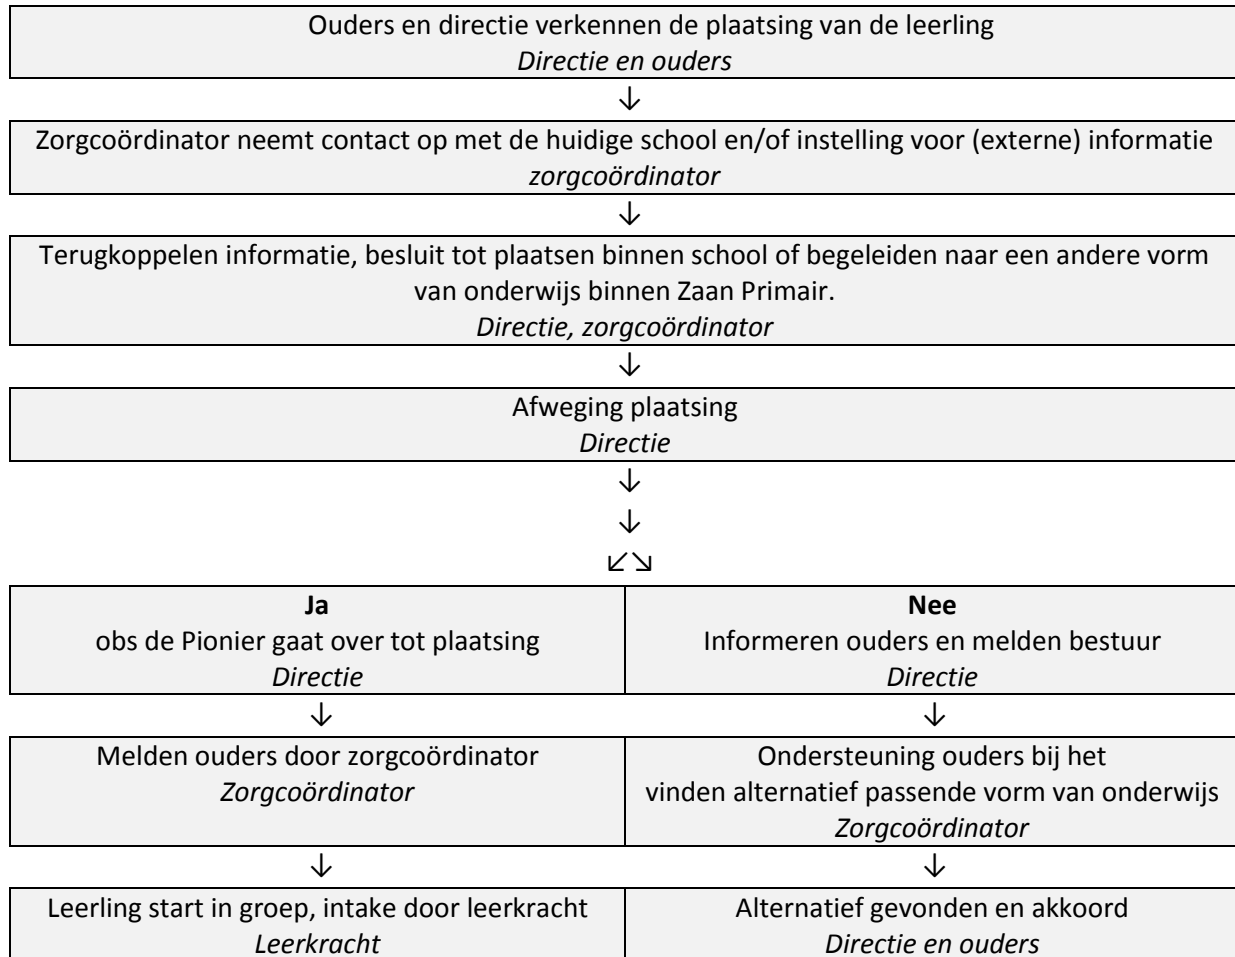 Ouders en directie verkennen de plaatsing van de leerling
Directie en ouders
↓
Zorgcoördinator neemt contact op met de huidige school en/of instelling voor (externe) informatie
zorgcoördinator
↓
Terugkoppelen informatie, besluit tot plaatsen binnen school of begeleiden naar een andere vorm
van onderwijs binnen Zaan Primair.
Directie, zorgcoördinator
↓
Afweging plaatsing
Directie
↓
↓
↙↘
Ja
obs de Pionier gaat over tot plaatsing
Directie
Nee
Informeren ouders en melden bestuur
Directie
↓
↓
Melden ouders door zorgcoördinator
Zorgcoördinator
Ondersteuning ouders bij het
vinden alternatief passende vorm van onderwijs
Zorgcoördinator
↓
↓
Leerling start in groep, intake door leerkracht
Leerkracht
Alternatief gevonden en akkoord
Directie en ouders